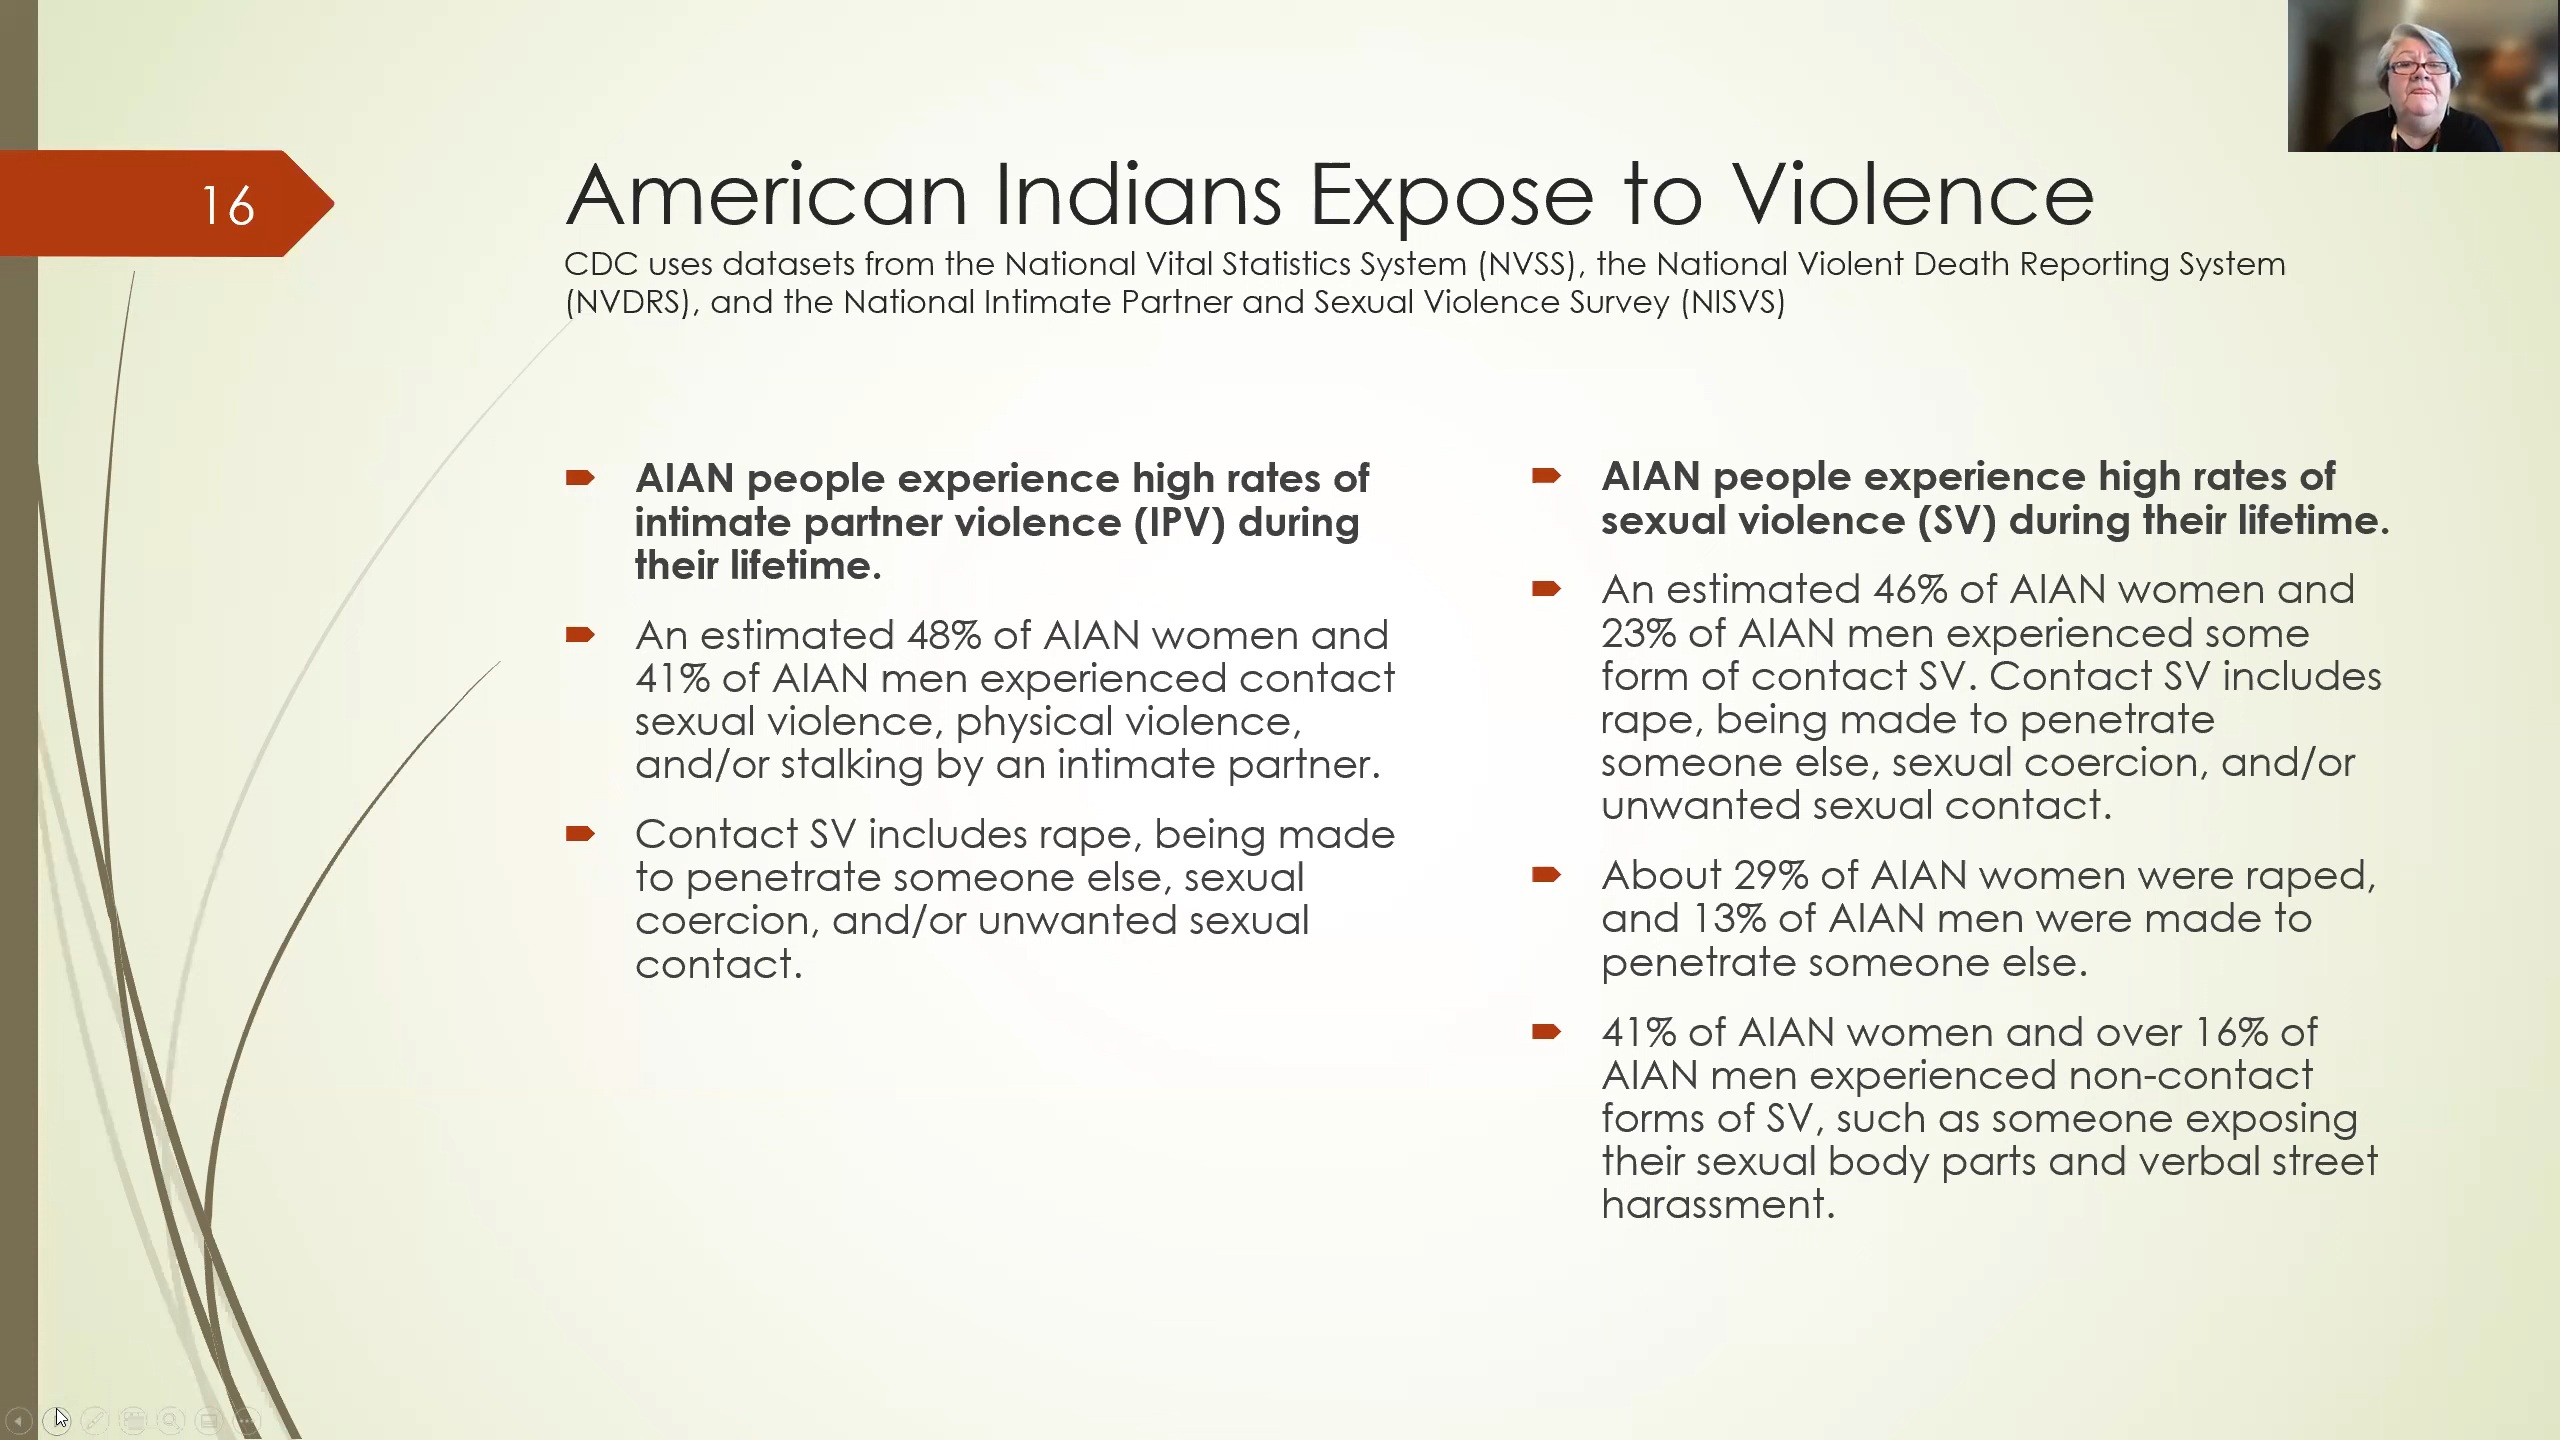 16
American Indians Expose to Violence
CDC uses datasets from the National Vital Statistics System (NVSS), the National Violent Death Reporting System
(NVDRS), and the National Intimate Partner and Sexual Violence Survey (NISVS)
AIAN people experience high rates of
intimate partner violence (IPV) during
their lifetime.
An estimated 48% of AIAN women and
41% of AIAN men experienced contact
sexual violence, physical violence,
and/or stalking by an intimate partner.
Contact SV includes rape, being made
to penetrate someone else, sexual
coercion, and/or unwanted sexual
contact.
AIAN people experience high rates of
sexual violence (SV) during their lifetime.
An estimated 46% of AIAN women and
23% of AIAN men experienced some
form of contact SV. Contact SV includes
rape, being made to penetrate
someone else, sexual coercion, and/or
unwanted sexual contact.
About 29% of AIAN women were raped,
and 13% of AIAN men were made to
penetrate someone else.
41% of AIAN women and over 16% of
AIAN men experienced non-contact
forms of SV, such as someone exposing
their sexual body parts and verbal street
harassment.